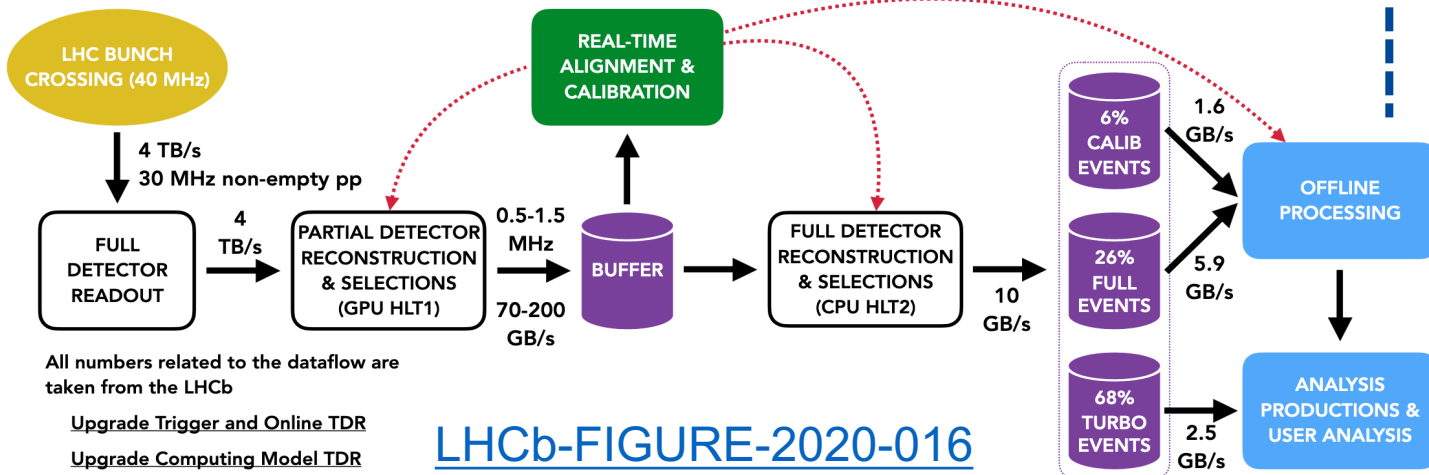 LHC BUNCH
CROSSING (40 MHz)
4 TB/s
30 MHz non-empty pp
FULL
DETECTOR
READOUT
4
TB/s
PARTIAL DETECTOR
RECONSTRUCTION
& SELECTIONS
(GPU HLT1)
0.5-1.5
MHz
70-200
GB/s
REAL-TIME
ALIGNMENT &
CALIBRATION
BUFFER
FULL DETECTOR
RECONSTRUCTION
& SELECTIONS
(CPU HLT2)
10
GB/s
6%
CALIB
EVENTS
1.6
GB/s
26%
FULL
EVENTS
5.9
GB/s
68%
TURBO
EVENTS
2.5
GB/s
OFFLINE
PROCESSING
ANALYSIS
PRODUCTIONS &
USER ANALYSIS
All numbers related to the dataflow are
taken from the LHCb
Upgrade Trigger and Online TDR
Upgrade Computing Model TDR
LHCb-FIGURE-2020-016